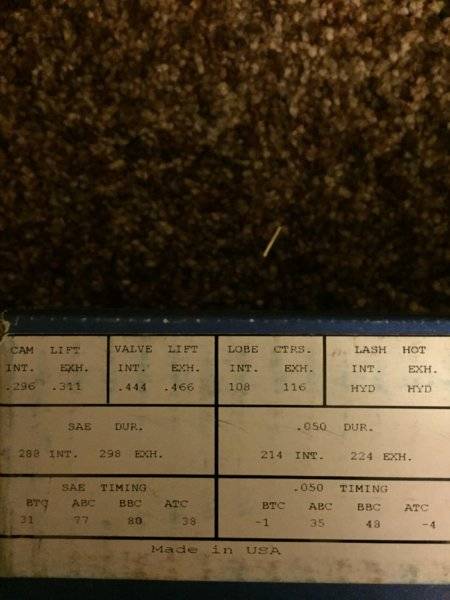 CAM LIFT VALVE LIFT LOBE CTRS. LASH HOT
INT. EXH. INT. EXH. INT. EXH. INT. EXH.
.296 .311 .444 .466 108 116 HYD HYD
SAE DUR. .050 DUR.
288 INT. 298 EXH. 214 INT. 224 EXH.
SAE TIMING .050 TIMING
BTC ABC BBC ATC BTC ABC BBC ATC
31 77 80 38 -1 35 48 -4
Made in USA